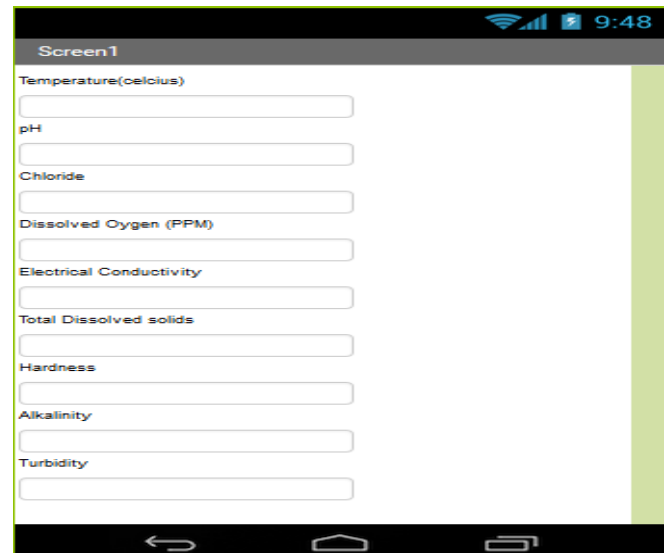 9:48
Screen1
Temperature(celcius)
pH
Chloride
Dissolved Oygen (PPM)
Electrical Conductivity
Total Dissolved solids
Hardness
Alkalinity
Turbidity